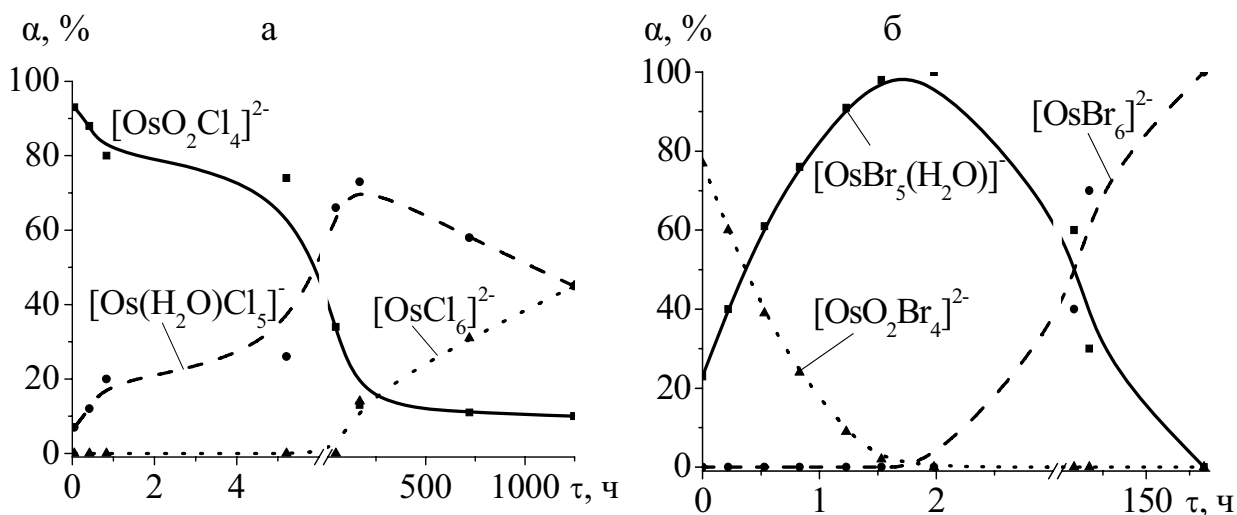 α, %
а
100
80
60
40
20
0
[OsO₂Cl₄]²⁻
[Os(H₂O)Cl₅]⁻
[OsCl₆]²⁻
0
4
500
1000
τ, ч
α, %
б
100
80
60
40
20
0
[OsBr₆]²⁻
[OsBr₅(H₂O)]⁻
[OsO₂Br₄]²⁻
0
1
2
150
τ, ч